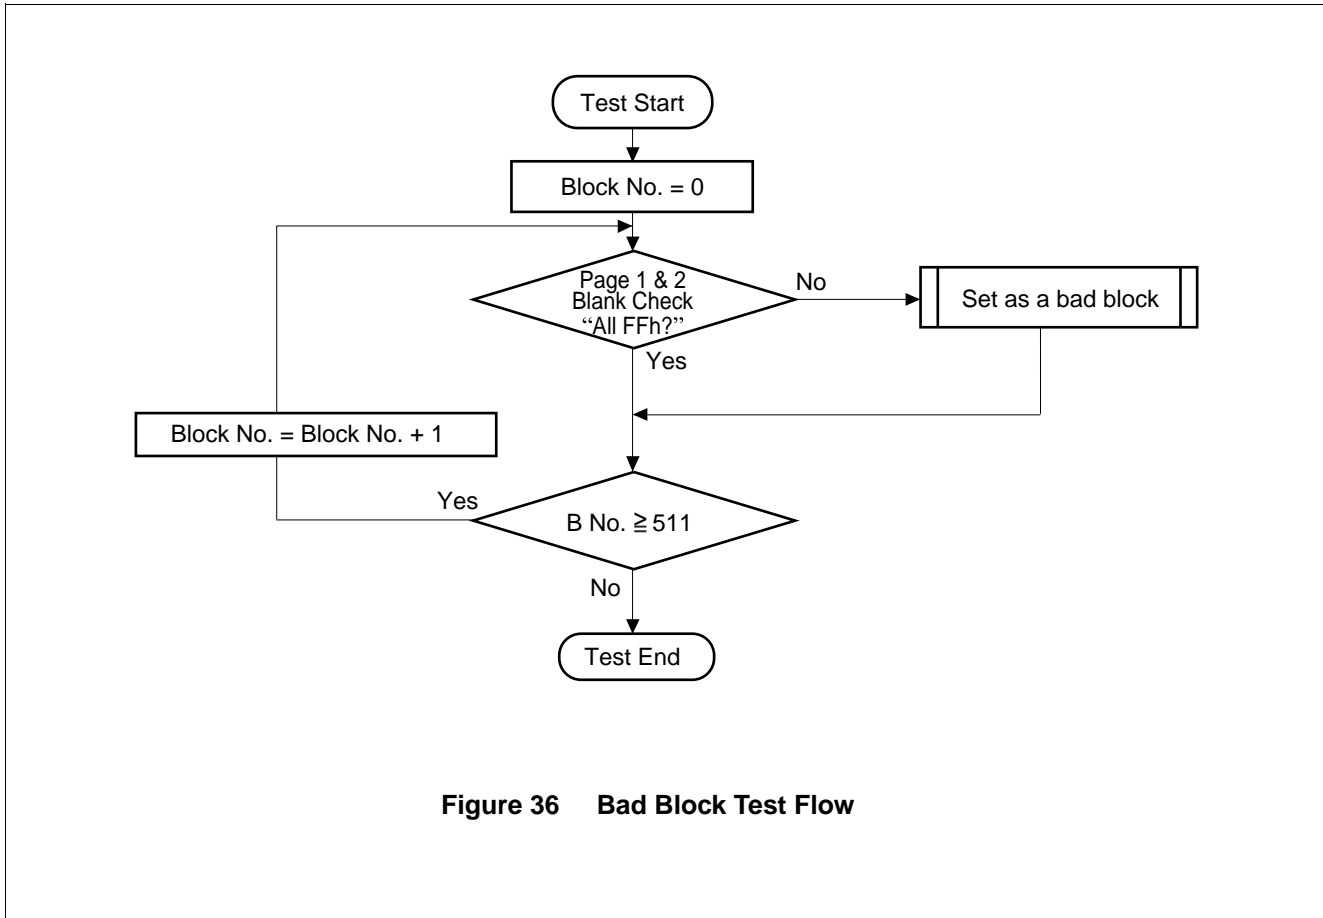 Test Start
Block No. = 0
Page 1 & 2
Blank Check
“All FFh?”
No
Set as a bad block
Yes
Block No. = Block No. + 1
Yes
B No. ≧ 511
No
Test End
Figure 36 Bad Block Test Flow